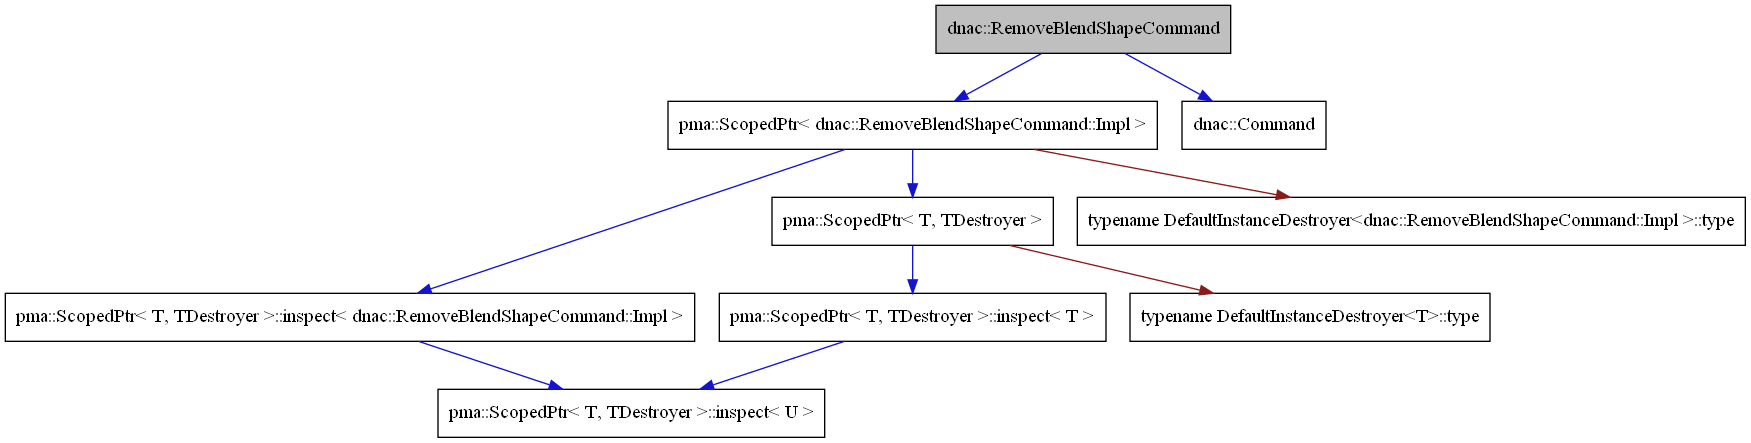 dnac::RemoveBlendShapeCommand
pma::ScopedPtr< dnac::RemoveBlendShapeCommand::Impl >
dnac::Command
pma::ScopedPtr< T, TDestroyer >
typename DefaultInstanceDestroyer<dnac::RemoveBlendShapeCommand::Impl >::type
pma::ScopedPtr< T, TDestroyer >::inspect< dnac::RemoveBlendShapeCommand::Impl >
pma::ScopedPtr< T, TDestroyer >::inspect< T >
typename DefaultInstanceDestroyer<T>::type
pma::ScopedPtr< T, TDestroyer >::inspect< U >